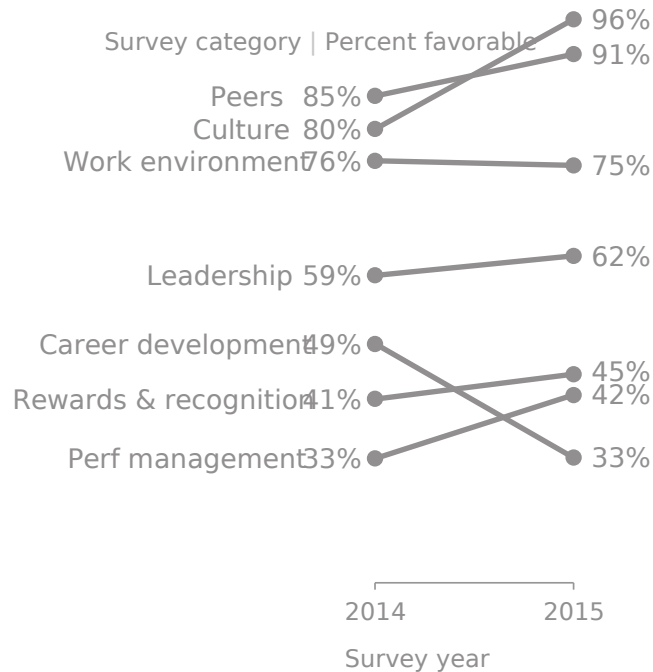 96%
Survey category | Percent favorable
91%
Peers 85%
Culture 80%
Work environment 76% 75%
Leadership 59% 62%
Career development 49%
45%
Rewards & recognition 41% 42%
Perf management 33% 33%
2014 2015
Survey year